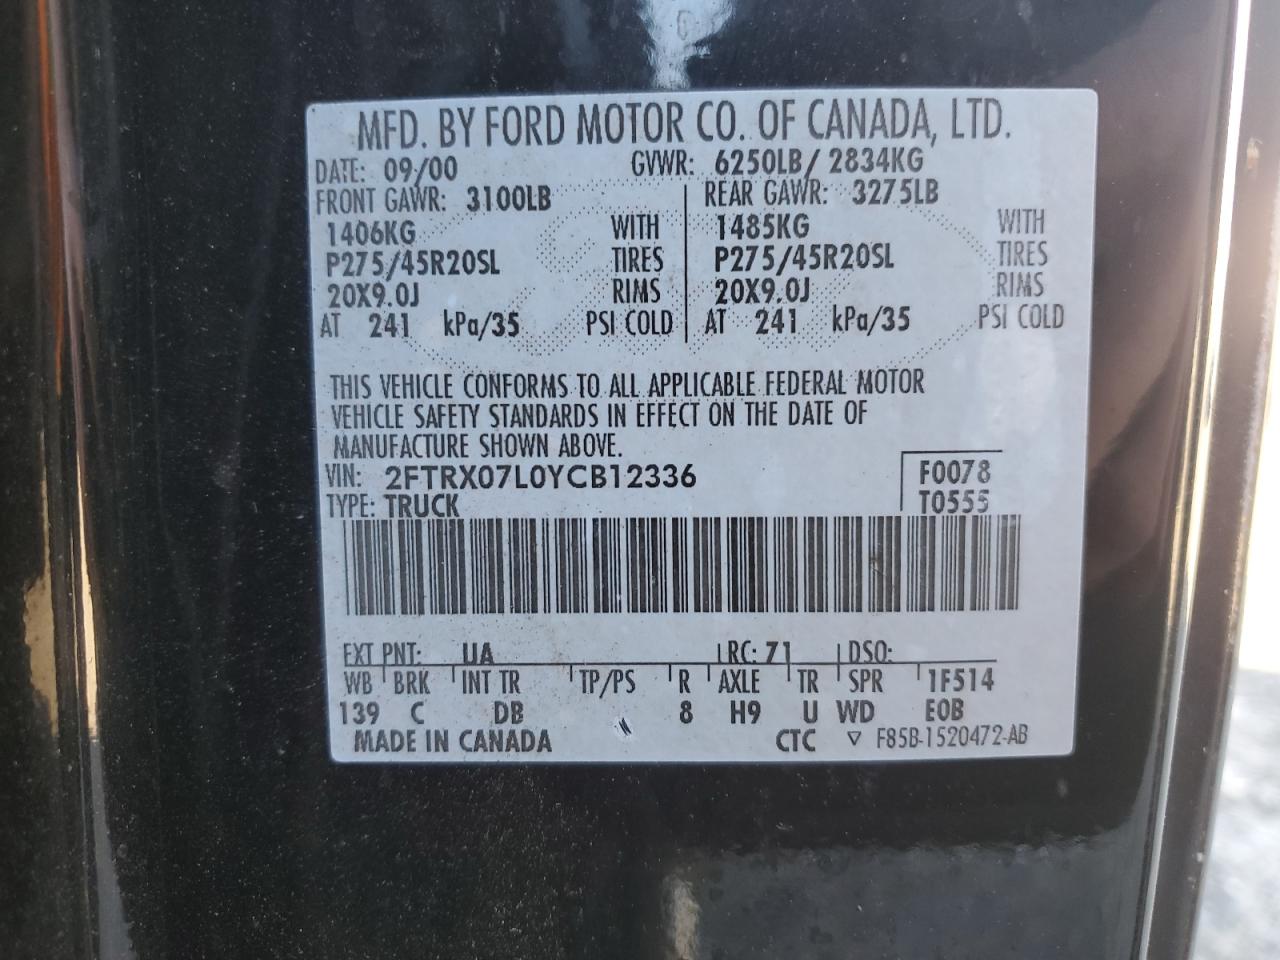 MFD. BY FORD MOTOR CO. OF CANADA, LTD.
DATE: 09/00 GVWR: 6250LB/ 2834KG
FRONT GAWR: 3100LB REAR GAWR: 3275LB
1406KG WITH 1485KG WITH
P275/45R20SL TIRES P275/45R20SL TIRES
20X9.0J RIMS 20X9.0J RIMS
AT 241 kPa/35 PSI COLD AT 241 kPa/35 PSI COLD
THIS VEHICLE CONFORMS TO ALL APPLICABLE FEDERAL MOTOR
VEHICLE SAFETY STANDARDS IN EFFECT ON THE DATE OF
MANUFACTURE SHOWN ABOVE.
VIN: 2FTRX07L0YCB12336 F0078
TYPE: TRUCK T0555
EXT PNT: UA RC: 71 DSO:
WB BRK INT TR TP/PS R AXLE TR SPR 1F514
139 C DB 8 H9 U WD E0B
MADE IN CANADA CTC ▽ F85B-1520472-AB